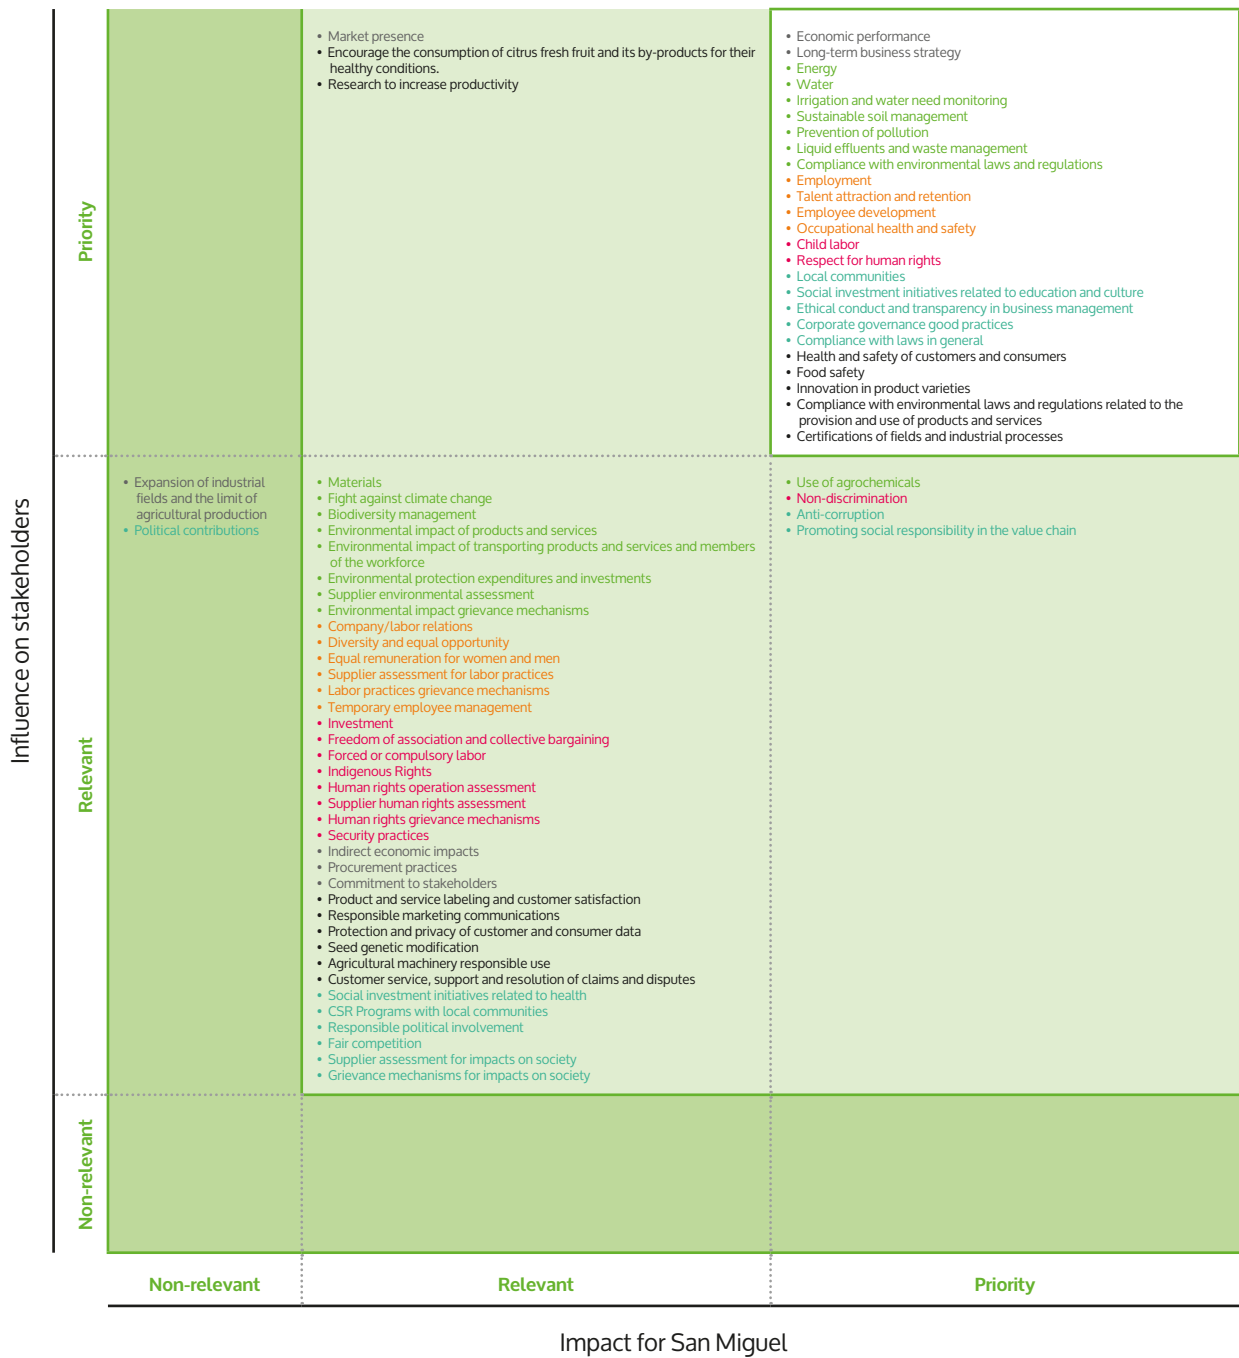 Influence on stakeholders
Priority
• Market presence
• Encourage the consumption of citrus fresh fruit and its by-products for their
healthy conditions.
• Research to increase productivity
• Economic performance
• Long-term business strategy
• Energy
• Water
• Irrigation and water need monitoring
• Sustainable soil management
• Prevention of pollution
• Liquid effluents and waste management
• Compliance with environmental laws and regulations
• Employment
• Talent attraction and retention
• Employee development
• Occupational health and safety
• Child labor
• Respect for human rights
• Local communities
• Social investment initiatives related to education and culture
• Ethical conduct and transparency in business management
• Corporate governance good practices
• Compliance with laws in general
• Health and safety of customers and consumers
• Food safety
• Innovation in product varieties
• Compliance with environmental laws and regulations related to the
provision and use of products and services
• Certifications of fields and industrial processes
Relevant
• Expansion of industrial
fields and the limit of
agricultural production
• Political contributions
• Materials
• Fight against climate change
• Biodiversity management
• Environmental impact of products and services
• Environmental impact of transporting products and services and members
of the workforce
• Environmental protection expenditures and investments
• Supplier environmental assessment
• Environmental impact grievance mechanisms
• Company/labor relations
• Diversity and equal opportunity
• Equal remuneration for women and men
• Supplier assessment for labor practices
• Labor practices grievance mechanisms
• Temporary employee management
• Investment
• Freedom of association and collective bargaining
• Forced or compulsory labor
• Indigenous Rights
• Human rights operation assessment
• Supplier human rights assessment
• Human rights grievance mechanisms
• Security practices
• Indirect economic impacts
• Procurement practices
• Commitment to stakeholders
• Product and service labeling and customer satisfaction
• Responsible marketing communications
• Protection and privacy of customer and consumer data
• Seed genetic modification
• Agricultural machinery responsible use
• Customer service, support and resolution of claims and disputes
• Social investment initiatives related to health
• CSR Programs with local communities
• Responsible political involvement
• Fair competition
• Supplier assessment for impacts on society
• Grievance mechanisms for impacts on society
• Use of agrochemicals
• Non-discrimination
• Anti-corruption
• Promoting social responsibility in the value chain
Non-relevant
Non-relevant
Relevant
Priority
Impact for San Miguel